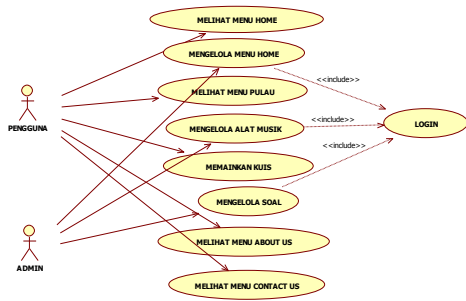 MELIHAT MENU HOME
MENGELOLA MENU HOME
<<include>>
MELIHAT MENU PULAU
PENGGUNA
MENGELOLA ALAT MUSIK
<<include>>
LOGIN
<<include>>
MEMAINKAN KUIS
MENGELOLA SOAL
MELIHAT MENU ABOUT US
ADMIN
MELIHAT MENU CONTACT US